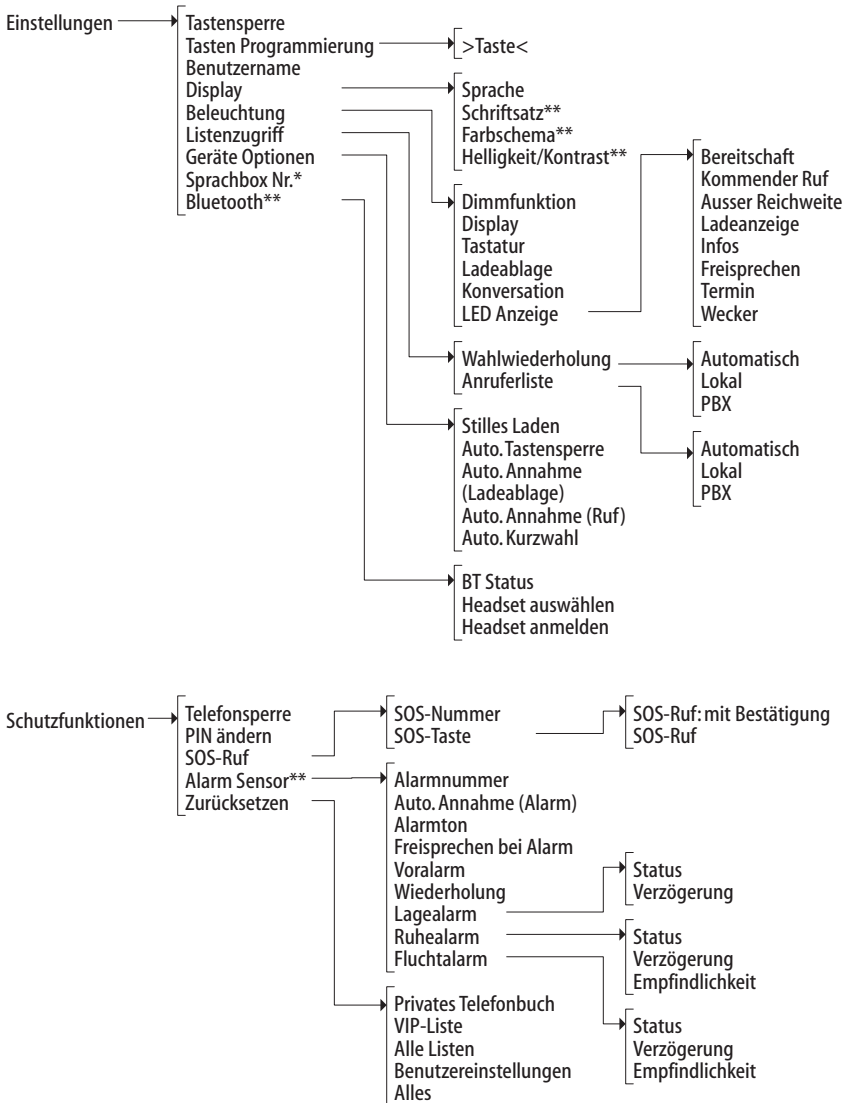 Einstellungen
Tastensperre
Tasten Programmierung
Benutzername
Display
Beleuchtung
Listenzugriff
Geräte Optionen
Sprachbox Nr.*
Bluetooth**
>Taste<
Sprache
Schriftsatz**
Farbschema**
Helligkeit/Kontrast**
Dimmfunktion
Display
Tastatur
Ladeablage
Konversation
LED Anzeige
Bereitschaft
Kommender Ruf
Ausser Reichweite
Ladeanzeige
Infos
Freisprechen
Termin
Wecker
Wahlwiederholung
Anruferliste
Automatisch
Lokal
PBX
Automatisch
Lokal
PBX
Stilles Laden
Auto. Tastensperre
Auto. Annahme
(Ladeablage)
Auto. Annahme (Ruf)
Auto. Kurzwahl
BT Status
Headset auswählen
Headset anmelden
Schutzfunktionen
Telefonsperre
PIN ändern
SOS-Ruf
Alarm Sensor**
Zurücksetzen
SOS-Nummer
SOS-Taste
SOS-Ruf: mit Bestätigung
SOS-Ruf
Alarmnummer
Auto. Annahme (Alarm)
Alarmton
Freisprechen bei Alarm
Voralarm
Wiederholung
Lagealarm
Ruhealarm
Fluchtalarm
Status
Verzögerung
Status
Verzögerung
Empfindlichkeit
Status
Verzögerung
Empfindlichkeit
Privates Telefonbuch
VIP-Liste
Alle Listen
Benutzereinstellungen
Alles